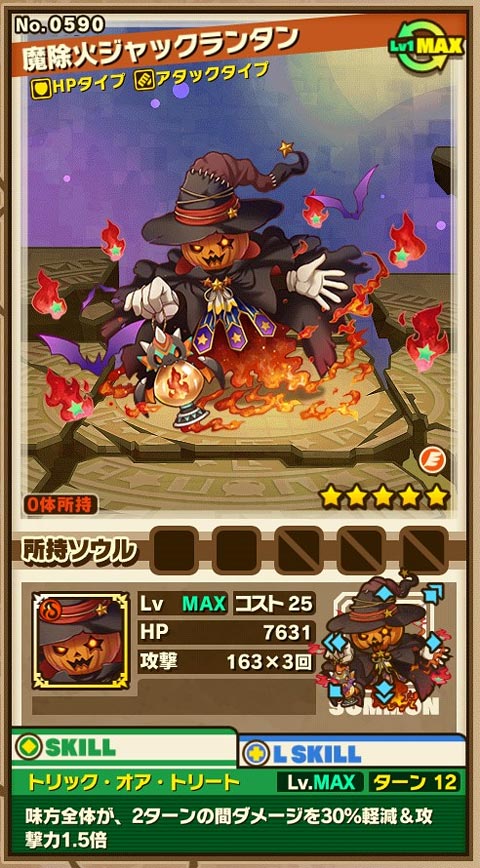 No.0590
魔除火ジャックランタン
Lv1 MAX
HPタイプ アタックタイプ
E
0体所持
所持ソウル
Lv MAX コスト 25
HP 7631
攻撃 163×3回
SKILL
L SKILL
トリック・オア・トリート Lv.MAX ターン 12
味方全体が、2ターンの間ダメージを30%軽減&攻
撃力1.5倍